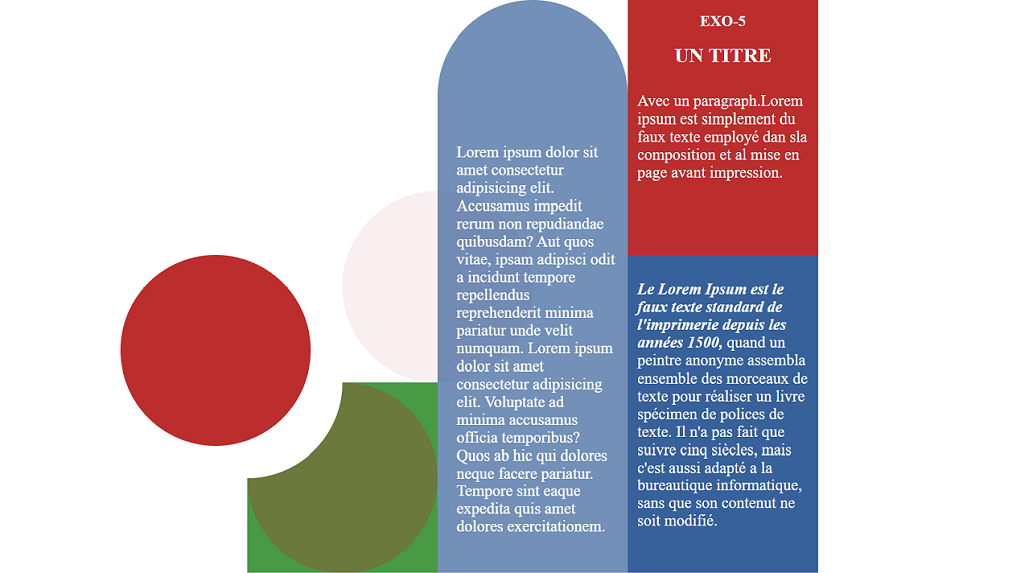 EXO-5
UN TITRE
Avec un paragraph.Lorem
ipsum est simplement du
faux texte employé dan sla
composition et al mise en
page avant impression.
Lorem ipsum dolor sit
amet consectetur
adipisicing elit.
Accusamus impedit
rerum non repudiandae
quibusdam? Aut quos
vitae, ipsam adipisci odit
a incidunt tempore
repellendus
reprehenderit minima
pariatur unde velit
numquam. Lorem ipsum
dolor sit amet
consectetur adipisicing
elit. Voluptate ad
minima accusamus
officia temporibus?
Quos ab hic qui dolores
neque facere pariatur.
Tempore sint eaque
expedita quis amet
dolores exercitationem.
Le Lorem Ipsum est le
faux texte standard de
l'imprimerie depuis les
années 1500, quand un
peintre anonyme assembla
ensemble des morceaux de
texte pour réaliser un livre
spécimen de polices de
texte. Il n'a pas fait que
suivre cinq siècles, mais
c'est aussi adapté a la
bureautique informatique,
sans que son contenut ne
soit modifié.